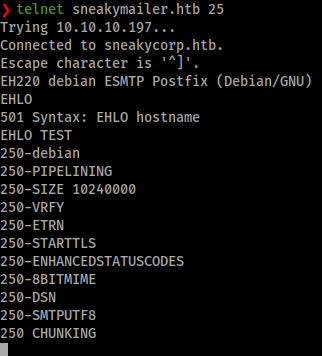 ❯ telnet sneakymailer.htb 25
Trying 10.10.10.197...
Connected to sneakycorp.htb.
Escape character is '^]'.
EH220 debian ESMTP Postfix (Debian/GNU)
EHLO
501 Syntax: EHLO hostname
EHLO TEST
250-debian
250-PIPELINING
250-SIZE 10240000
250-VRFY
250-ETRN
250-STARTTLS
250-ENHANCEDSTATUSCODES
250-8BITMIME
250-DSN
250-SMTPUTF8
250 CHUNKING